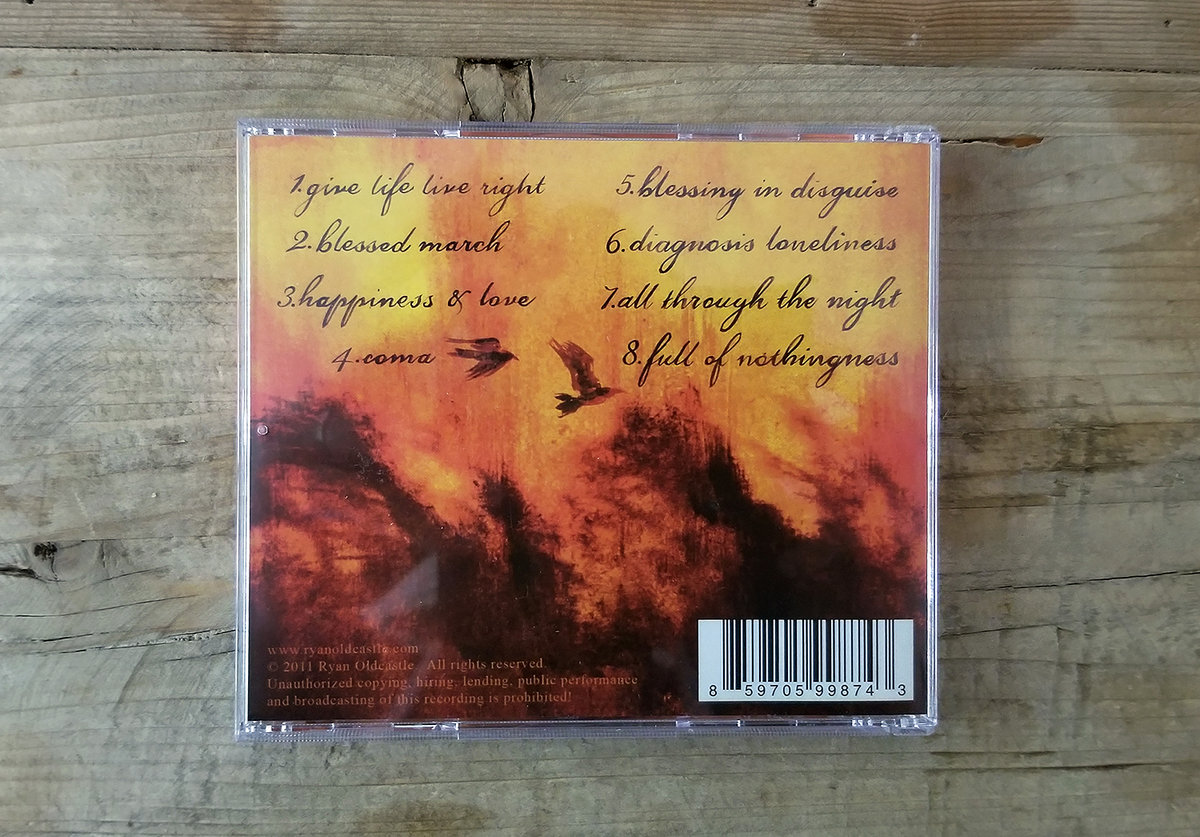 1.give life live right
2.blessed march
3.happiness & love
4.coma
5.blessing in disguise
6.diagnosis loneliness
7.all through the night
8.full of nothingness
www.ryanoldcastle.com
© 2011 Ryan Oldcastle. All rights reserved.
Unauthorized copying, hiring, lending, public performance
and broadcasting of this recording is prohibited!
8 59705 99874 3